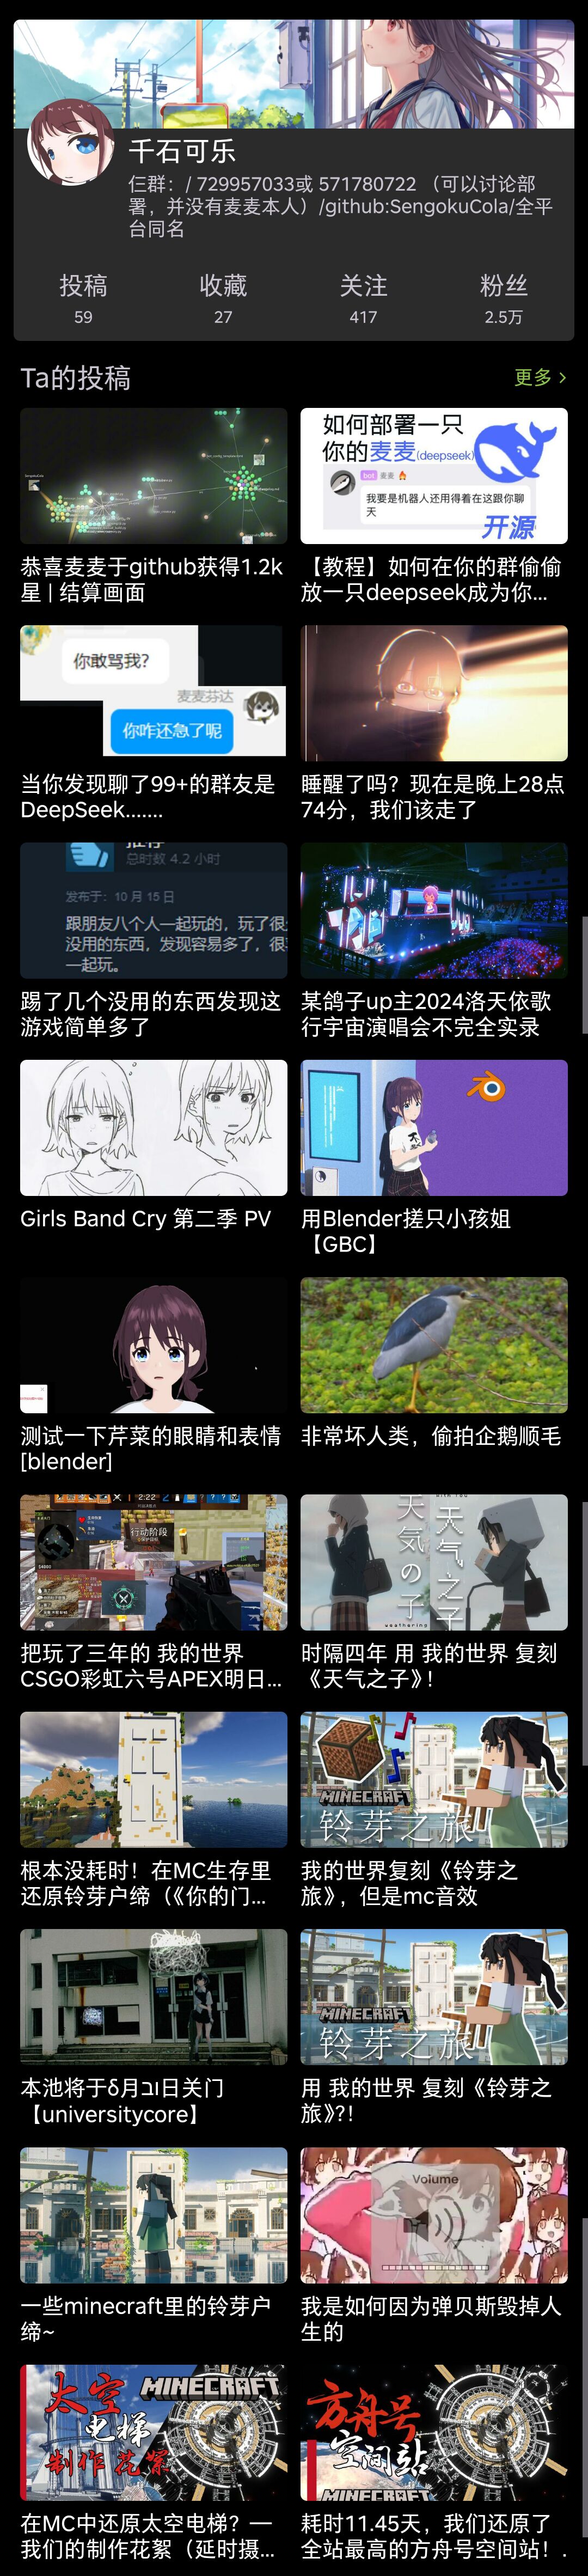 千石可乐
仨群：/ 729957033或 571780722 （可以讨论部
署，并没有麦麦本人）/github:SengokuCola/全平
台同名
投稿 收藏 关注 粉丝
59 27 417 2.5万
Ta的投稿 更多
恭喜麦麦于github获得1.2k
星 | 结算画面
如何部署一只
你的麦麦(deepseek)
bot 麦麦
我要是机器人还用得着在这跟你聊
天
开源
【教程】如何在你的群偷偷
放一只deepseek成为你...
你敢骂我?
麦麦芬达
你咋还急了呢
当你发现聊了99+的群友是
DeepSeek.......
睡醒了吗？现在是晚上28点
74分，我们该走了
推荐
总时数 4.2 小时
发布于：10 月 15 日
跟朋友八个人一起玩的，玩了很
没用的东西，发现容易多了，很
一起玩。
踢了几个没用的东西发现这
游戏简单多了
某鸽子up主2024洛天依歌
行宇宙演唱会不完全实录
Girls Band Cry 第二季 PV
用Blender搓只小孩姐
【GBC】
测试一下芹菜的眼睛和表情
[blender]
非常坏人类，偷拍企鹅顺毛
2:22
行动阶段
把玩了三年的 我的世界
CSGO彩虹六号APEX明日...
天気の子
天气之子
weathering
时隔四年 用 我的世界 复刻
《天气之子》!
根本没耗时！在MC生存里
还原铃芽户缔（《你的门...
MINECRAFT
铃芽之旅
我的世界复刻《铃芽之
旅》，但是mc音效
本池将于δ月וב日关门
【universitycore】
MINECRAFT
铃芽之旅
用 我的世界 复刻《铃芽之
旅》?!
一些minecraft里的铃芽户
缔~
Volume
我是如何因为弹贝斯毁掉人
生的
太空
电梯
制作花絮
MINECRAFT
在MC中还原太空电梯？—
我们的制作花絮（延时摄...
方舟号
空间站
MINECRAFT
耗时11.45天，我们还原了
全站最高的方舟号空间站！.